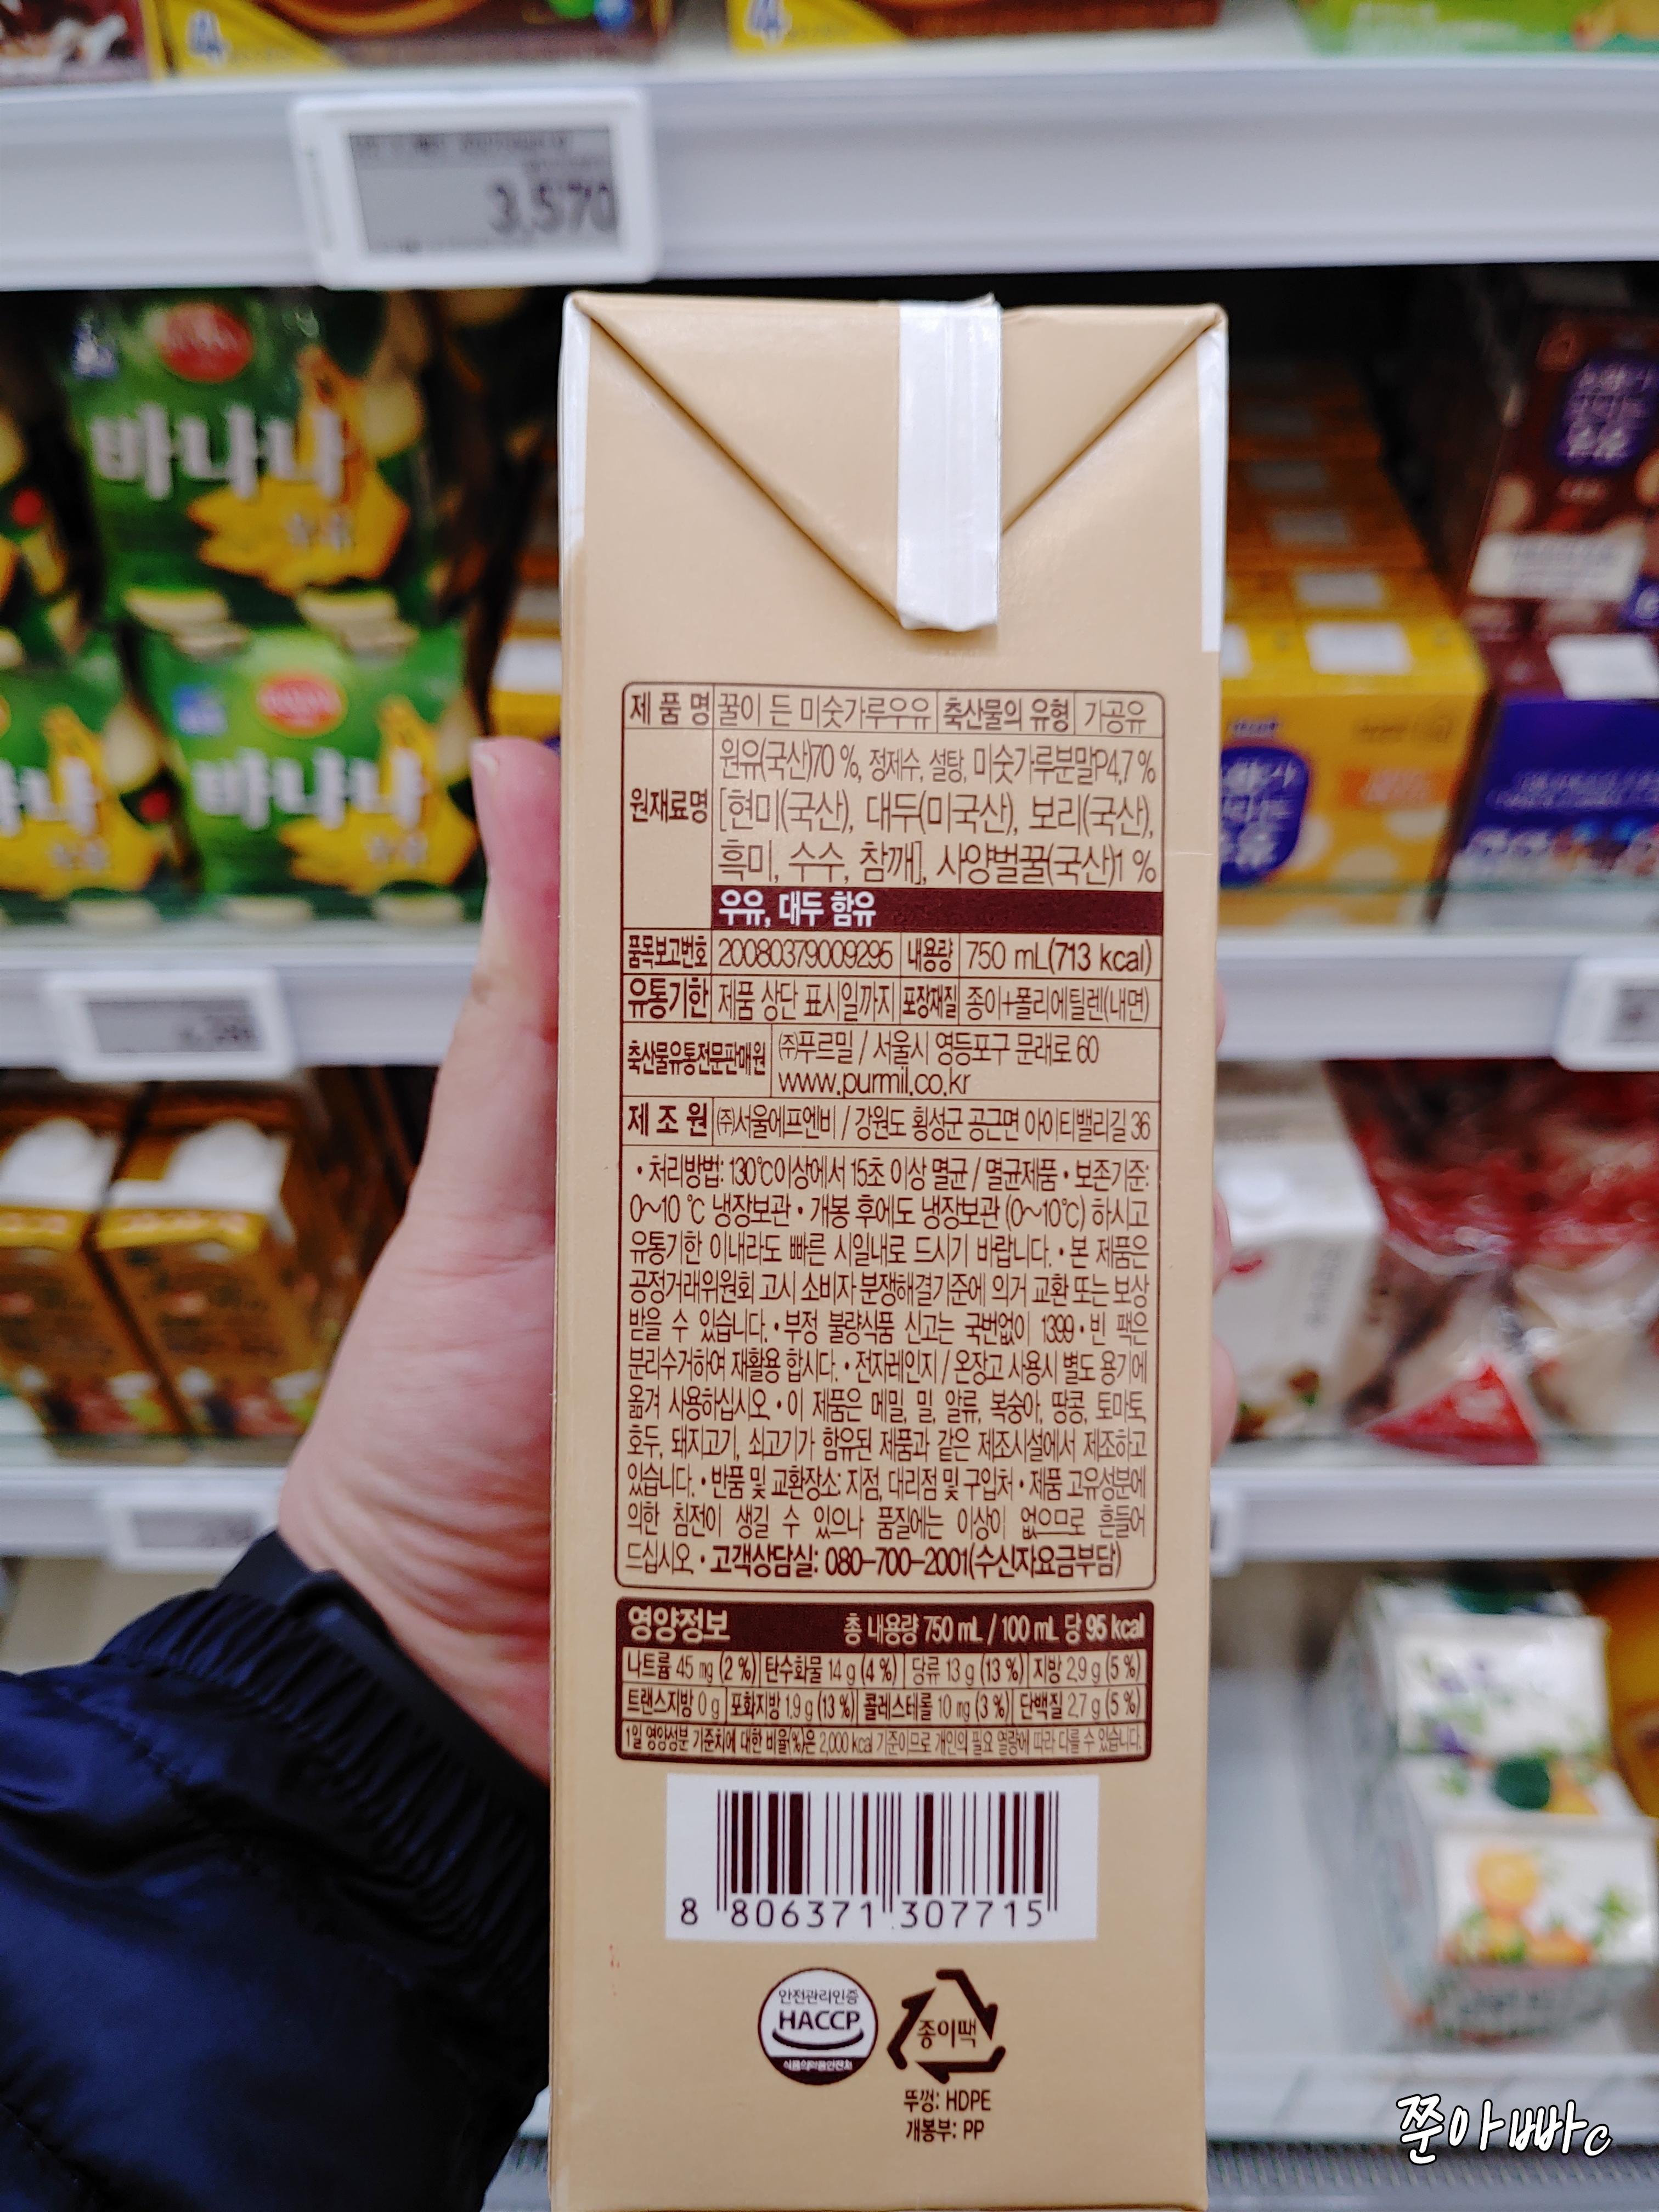 3,570
바나나
바나나
제 품 명 꿀이 든 미숫가루우유 축산물의 유형 가공유
원재료명 원유(국산)70 %, 정제수, 설탕, 미숫가루분말P4.7 %
[현미(국산), 대두(미국산), 보리(국산),
흑미, 수수, 참깨], 사양벌꿀(국산)1 %
우유, 대두 함유
품목보고번호 20080379009295 내용량 750 mL(713 kcal)
유통기한 제품 상단 표시일까지 포장재질 종이+폴리에틸렌(내면)
축산물유통전문판매원 ㈜푸르밀 / 서울시 영등포구 문래로 60
www.purmil.co.kr
제 조 원 ㈜서울에프엔비 / 강원도 횡성군 공근면 아이티밸리길 36
• 처리방법: 130℃이상에서 15초 이상 멸균 / 멸균제품 • 보존기준:
0~10 ℃ 냉장보관 • 개봉 후에도 냉장보관 (0~10℃) 하시고
유통기한 이내라도 빠른 시일내로 드시기 바랍니다. • 본 제품은
공정거래위원회 고시 소비자 분쟁해결기준에 의거 교환 또는 보상
받을 수 있습니다. • 부정 불량식품 신고는 국번없이 1399 • 빈 팩은
분리수거하여 재활용 합시다. • 전자레인지 / 온장고 사용시 별도 용기에
옮겨 사용하십시오 • 이 제품은 메밀, 밀, 알류, 복숭아, 땅콩, 토마토,
호두, 돼지고기, 쇠고기가 함유된 제품과 같은 제조시설에서 제조하고
있습니다. • 반품 및 교환장소: 지점, 대리점 및 구입처 • 제품 고유성분에
의한 침전이 생길 수 있으나 품질에는 이상이 없으므로 흔들어
드십시오. • 고객상담실: 080-700-2001(수신자요금부담)
영양정보 총 내용량 750 mL / 100 mL 당 95 kcal
나트륨 45 mg (2 %) 탄수화물 14 g (4 %) 당류 13 g (13 %) 지방 2.9 g (5 %)
트랜스지방 0 g 포화지방 1.9 g (13 %) 콜레스테롤 10 mg (3 %) 단백질 2.7 g (5 %)
1일 영양성분 기준치에 대한 비율(%)은 2,000 kcal 기준이므로 개인의 필요 열량에 따라 다를 수 있습니다.
8 806371 307715
안전관리인증
HACCP
식품의약품안전처
종이팩
뚜껑: HDPE
개봉부: PP
쭌아빠c